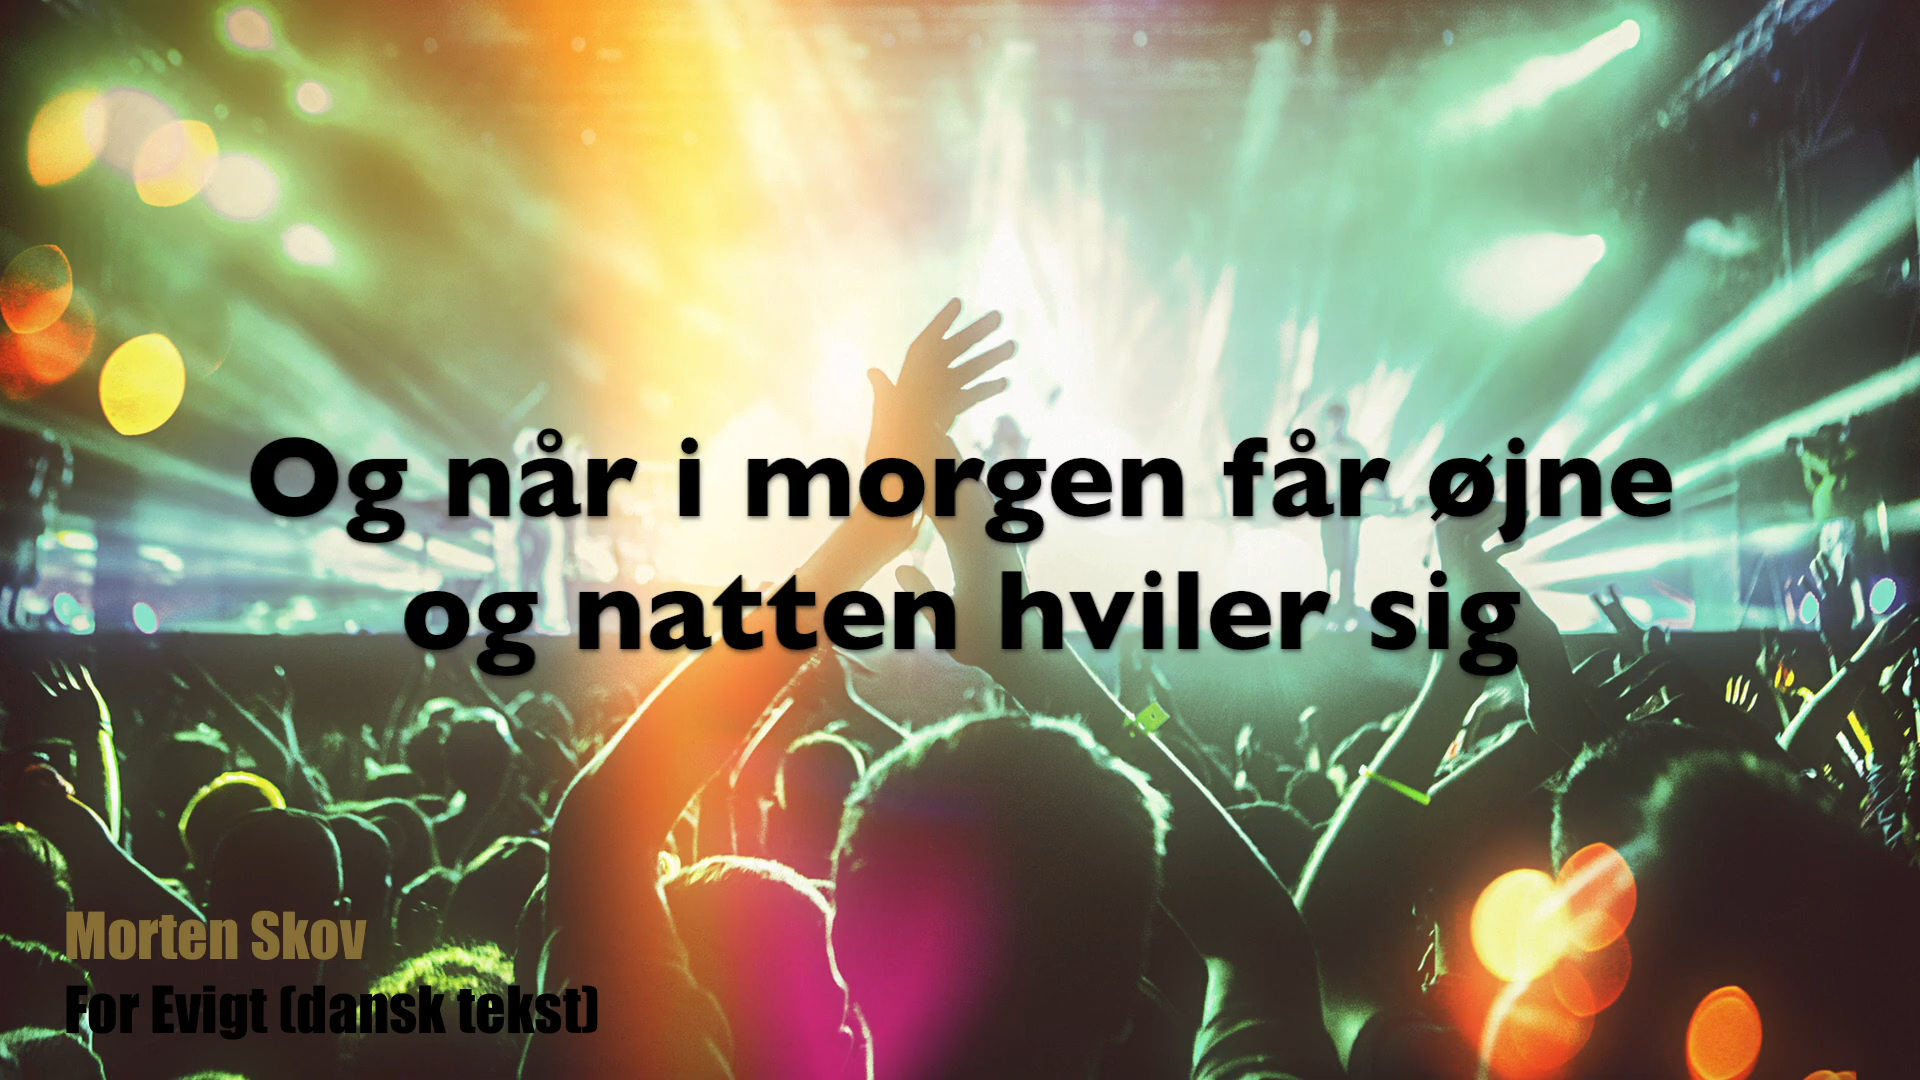 Og når i morgen får øjne
og natten hviler sig
Morten Skov
For Evigt (dansk tekst)